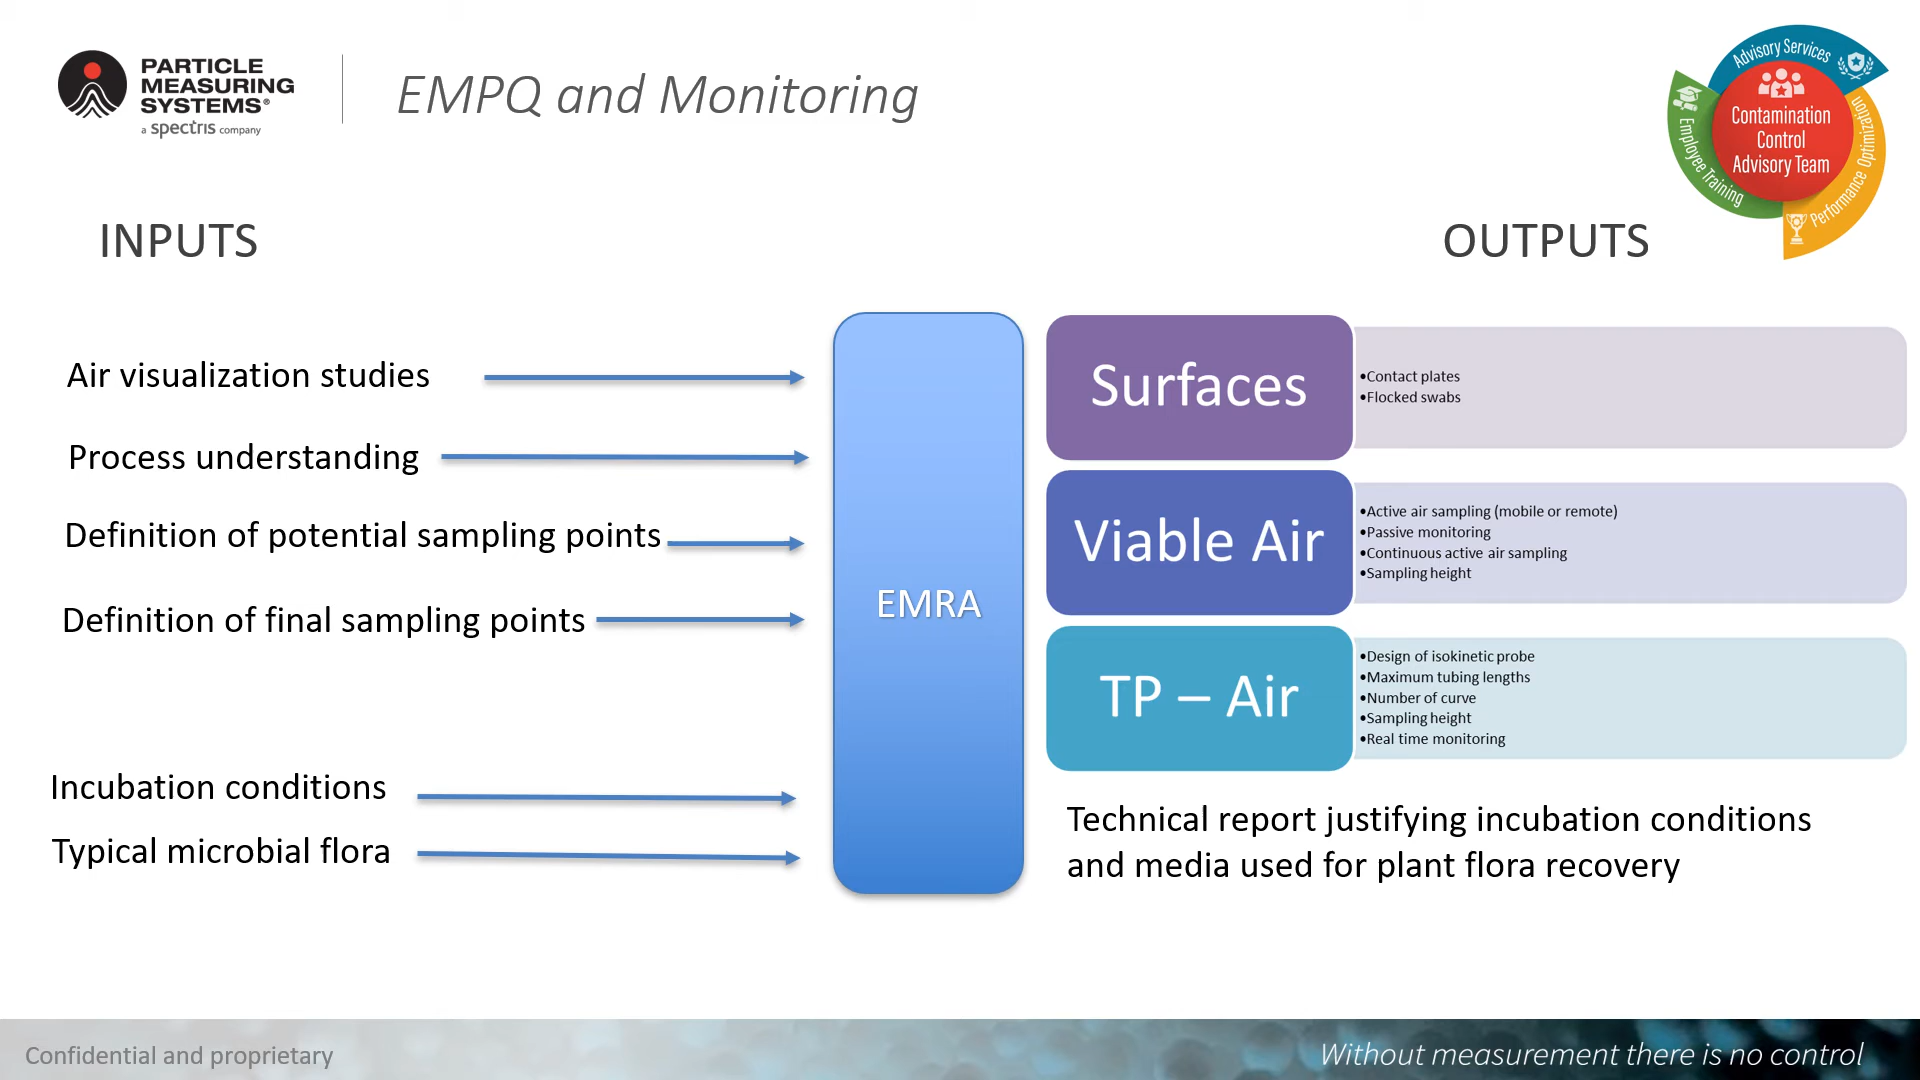 PARTICLE
MEASURING
SYSTEMS®
a spectris company
EMPQ and Monitoring
Advisory Services
Employee Training
Performance Optimization
Contamination
Control
Advisory Team
INPUTS
OUTPUTS
Air visualization studies
Process understanding
Definition of potential sampling points
Definition of final sampling points
Incubation conditions
Typical microbial flora
EMRA
Surfaces
•Contact plates
•Flocked swabs
Viable Air
•Active air sampling (mobile or remote)
•Passive monitoring
•Continuous active air sampling
•Sampling height
TP – Air
•Design of isokinetic probe
•Maximum tubing lengths
•Number of curve
•Sampling height
•Real time monitoring
Technical report justifying incubation conditions
and media used for plant flora recovery
Confidential and proprietary
Without measurement there is no control